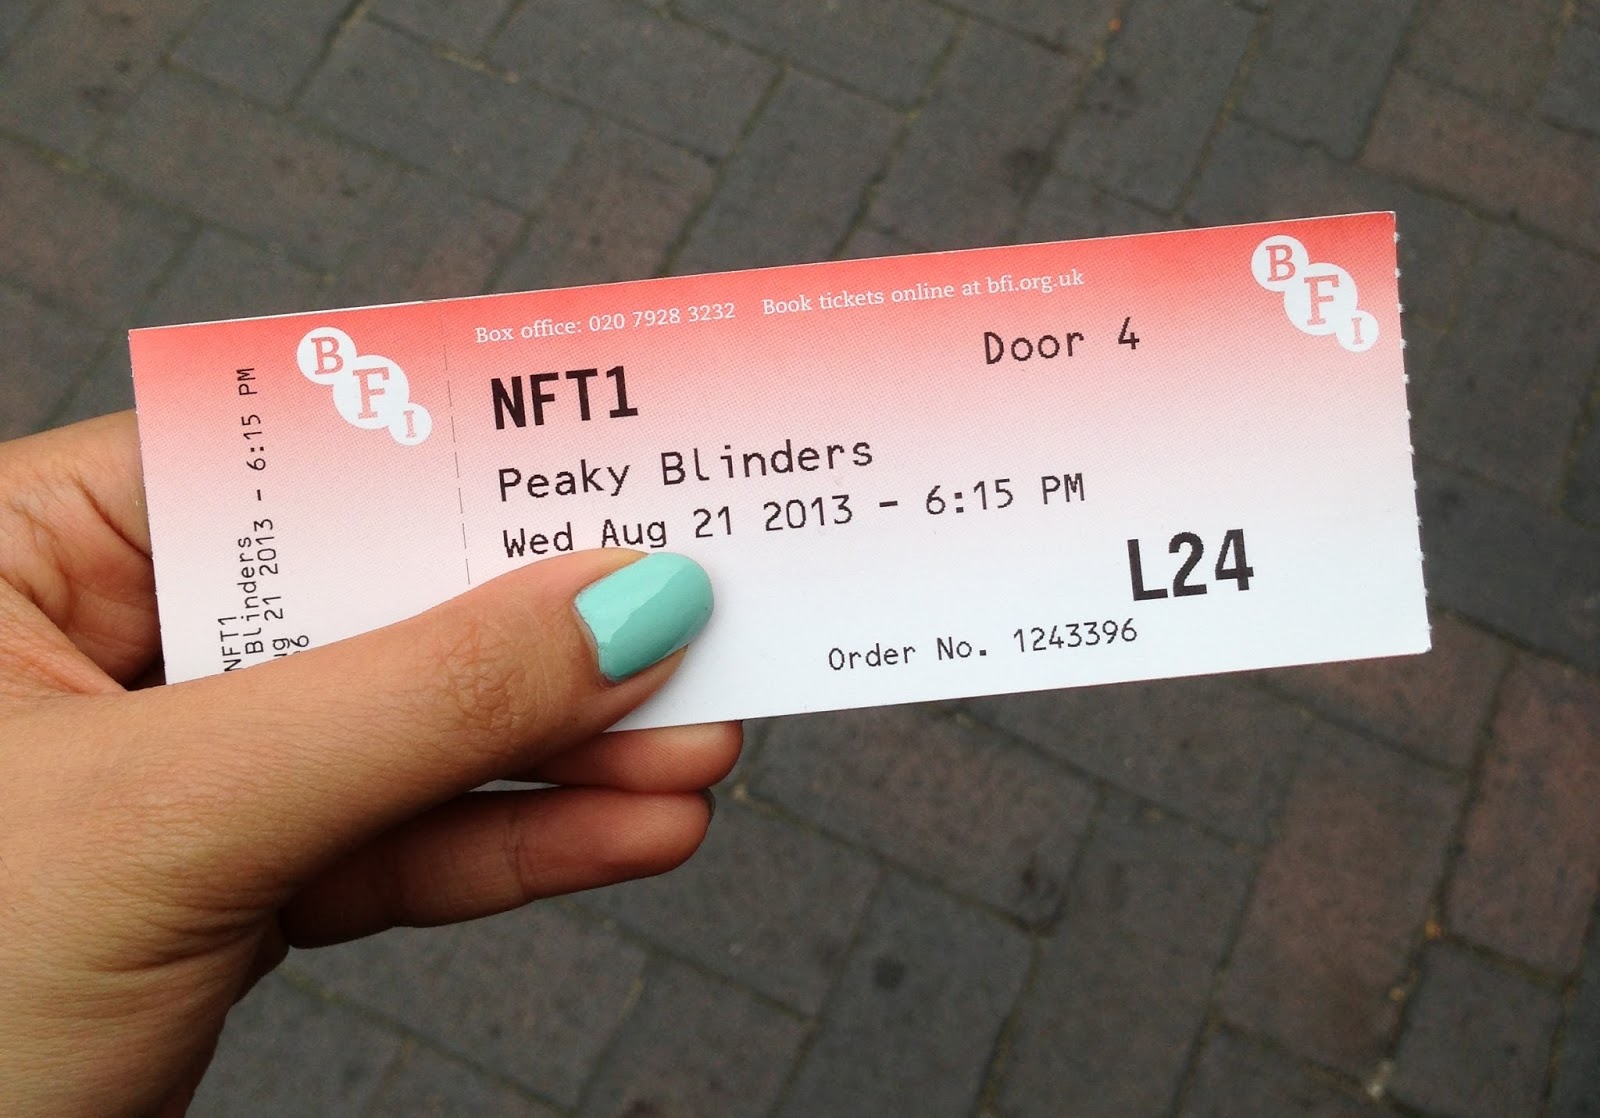 NFT1
Blinders
21 2013 - 6:15 PM
BFI
Box office: 020 7928 3232 Book tickets online at bfi.org.uk
BFI
NFT1
Door 4
Peaky Blinders
Wed Aug 21 2013 - 6:15 PM
L24
Order No. 1243396